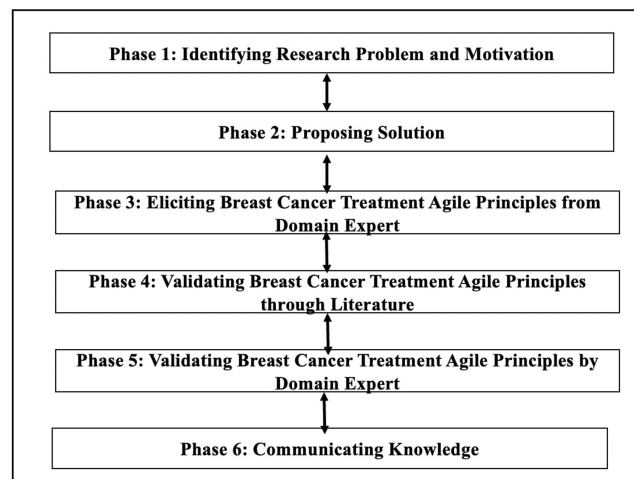 Phase 1: Identifying Research Problem and Motivation
Phase 2: Proposing Solution
Phase 3: Eliciting Breast Cancer Treatment Agile Principles from
Domain Expert
Phase 4: Validating Breast Cancer Treatment Agile Principles
through Literature
Phase 5: Validating Breast Cancer Treatment Agile Principles by
Domain Expert
Phase 6: Communicating Knowledge